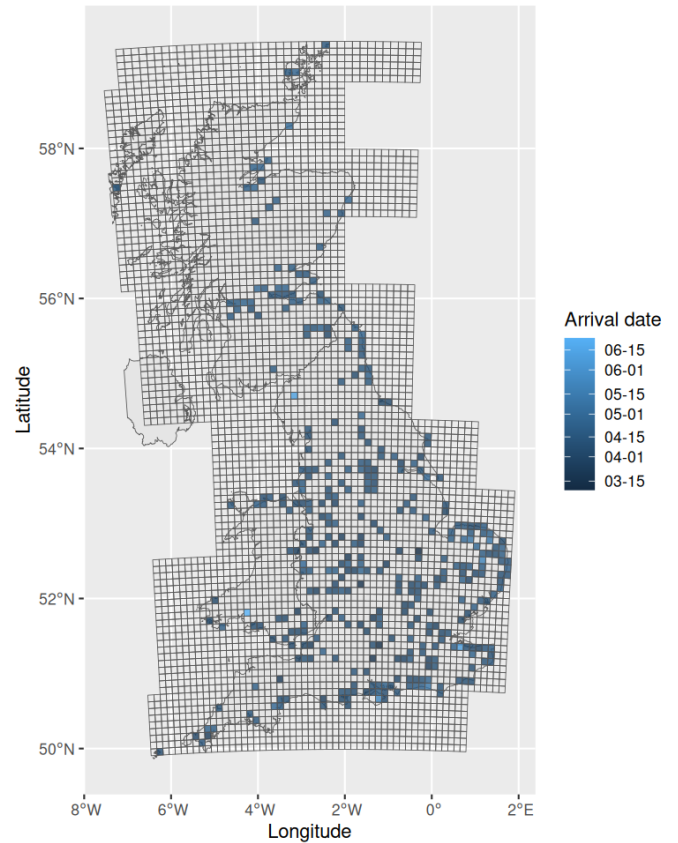 58°N
56°N
54°N
52°N
50°N
Latitude
8°W 6°W 4°W 2°W 0° 2°E
Longitude
Arrival date
06-15
06-01
05-15
05-01
04-15
04-01
03-15